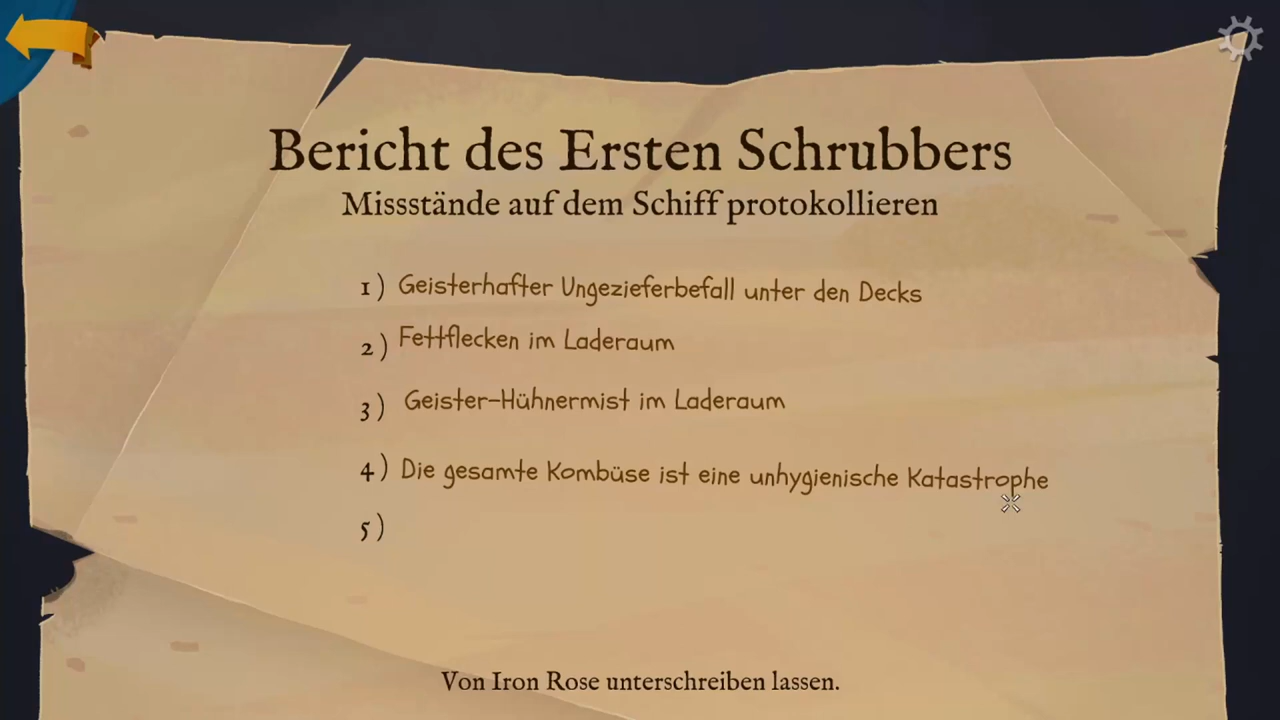 Bericht des Ersten Schrubbers
Missstände auf dem Schiff protokollieren
1) Geisterhafter Ungezieferbefall unter den Decks
2) Fettflecken im Laderaum
3) Geister-Hühnermist im Laderaum
4) Die gesamte Kombüse ist eine unhygienische Katastrophe
5)
Von Iron Rose unterschreiben lassen.